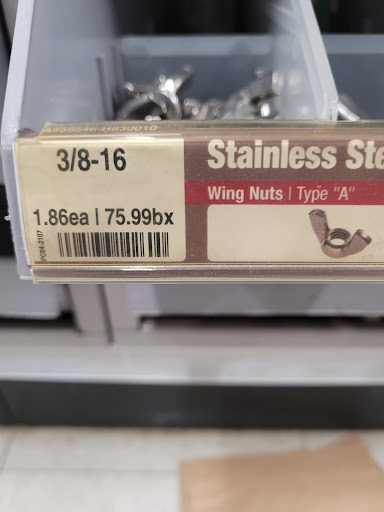 3/8-16
1.86ea | 75.99bx
Stainless Ste
Wing Nuts | Type "A"